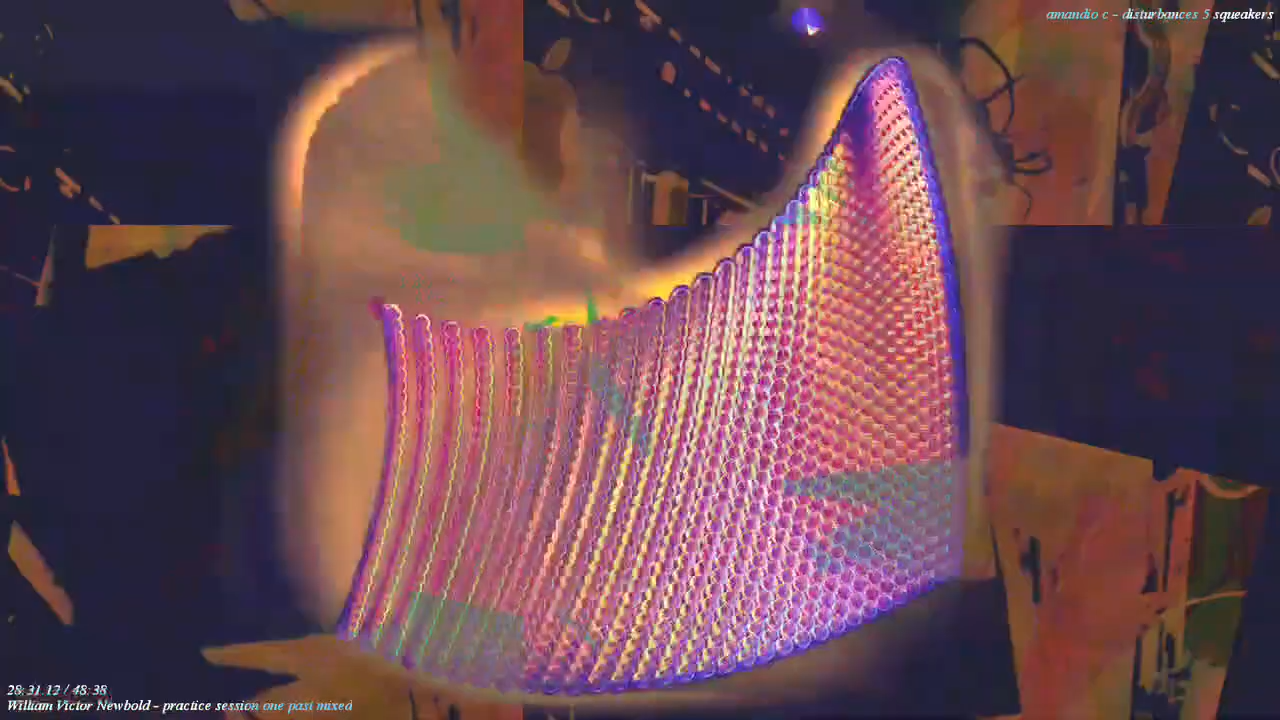 amandio c - disturbances 5 squeakers
28:31.12 / 48:38
William Victor Newbold - practice session one past mixed